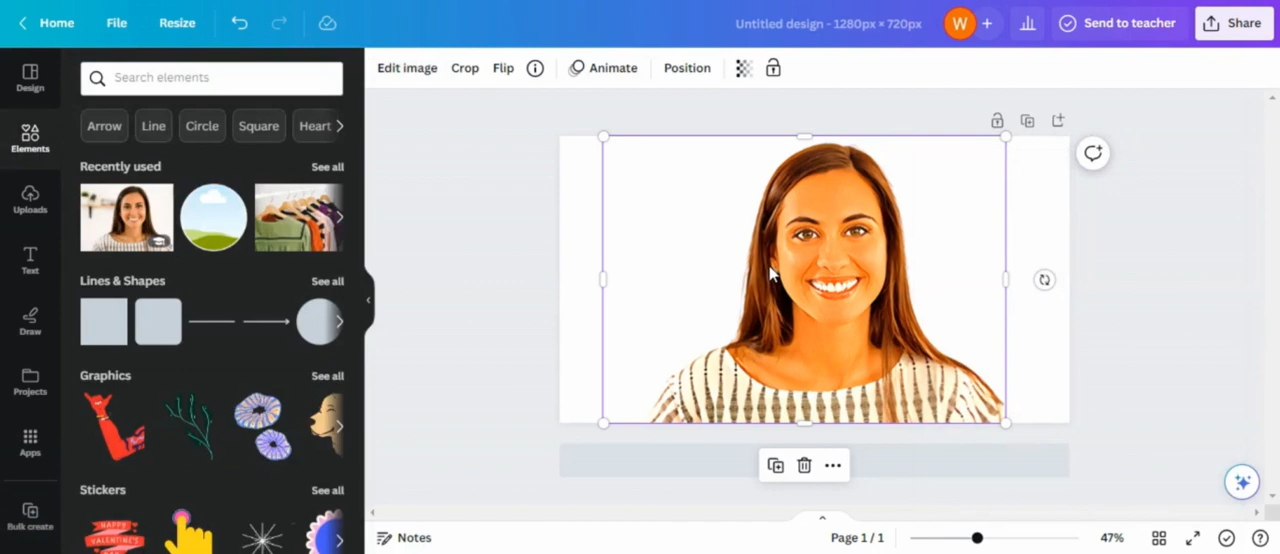 Home File Resize Untitled design - 1280px × 720px W + Send to teacher Share
Edit image Crop Flip Animate Position
Design
Elements
Uploads
Text
Draw
Projects
Apps
Bulk create
Search elements
Arrow Line Circle Square Heart
Recently used See all
Lines & Shapes See all
Graphics See all
Stickers See all
HAPPY
VALENTINE'S
Notes Page 1 / 1 47%